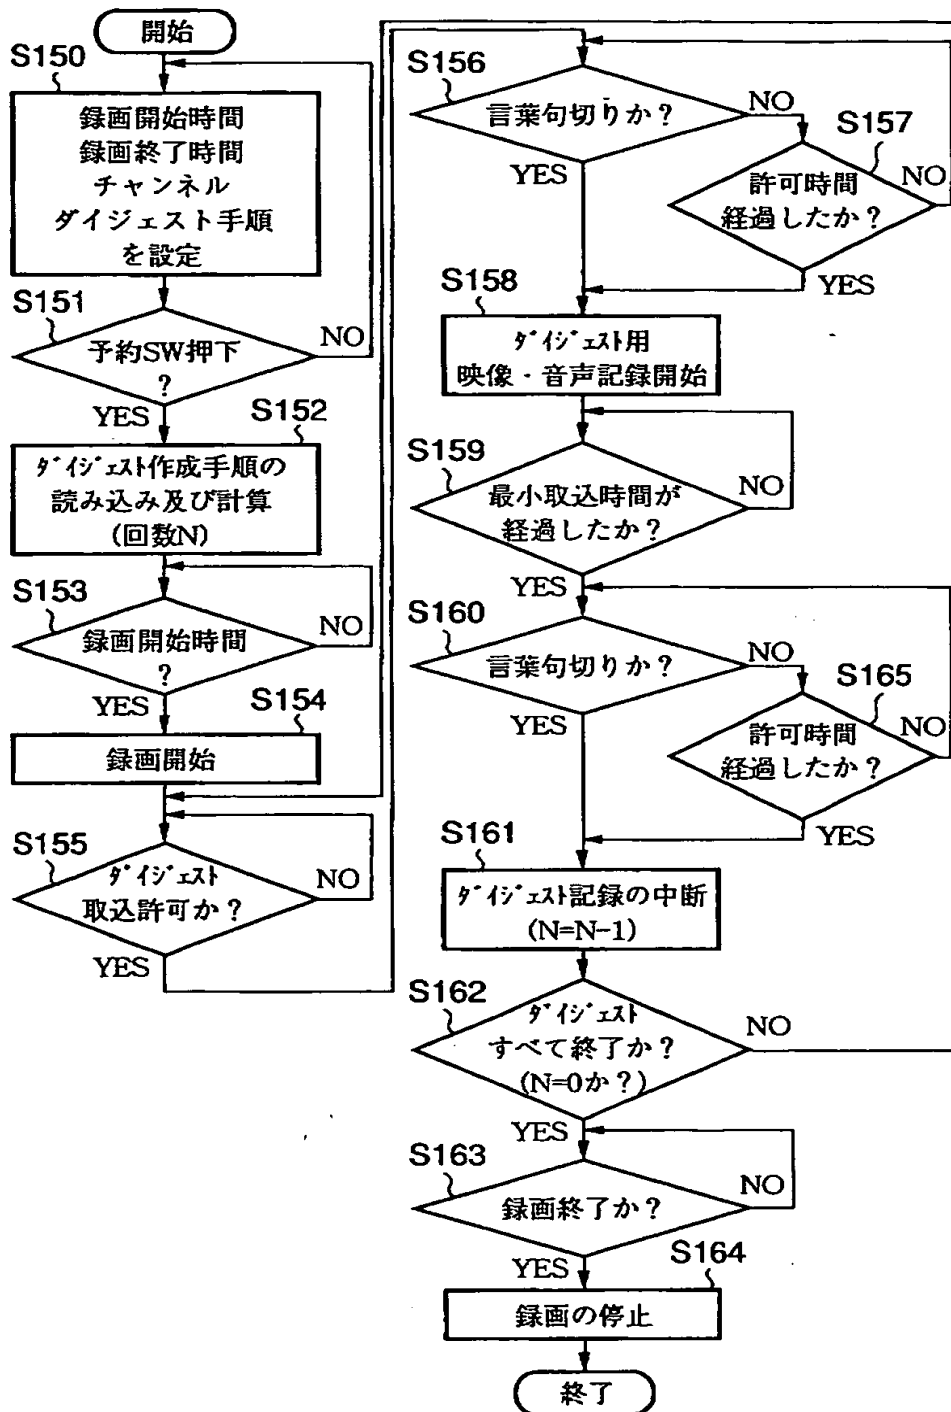 開始
S150
録画開始時間
録画終了時間
チャンネル
ダイジェスト手順
を設定
S151
予約SW押下
?
NO
YES
S152
ダイジェスト作成手順の
読み込み及び計算
(回数N)
S153
録画開始時間
?
NO
YES
S154
録画開始
S155
ダイジェスト
取込許可か?
NO
YES
S156
言葉句切りか?
NO
YES
S157
許可時間
経過したか?
NO
YES
S158
ダイジェスト用
映像・音声記録開始
S159
最小取込時間が
経過したか?
NO
YES
S160
言葉句切りか?
NO
YES
S165
許可時間
経過したか?
NO
YES
S161
ダイジェスト記録の中断
(N=N-1)
S162
ダイジェスト
すべて終了か?
(N=0か?)
NO
YES
S163
録画終了か?
NO
YES
S164
録画の停止
終了